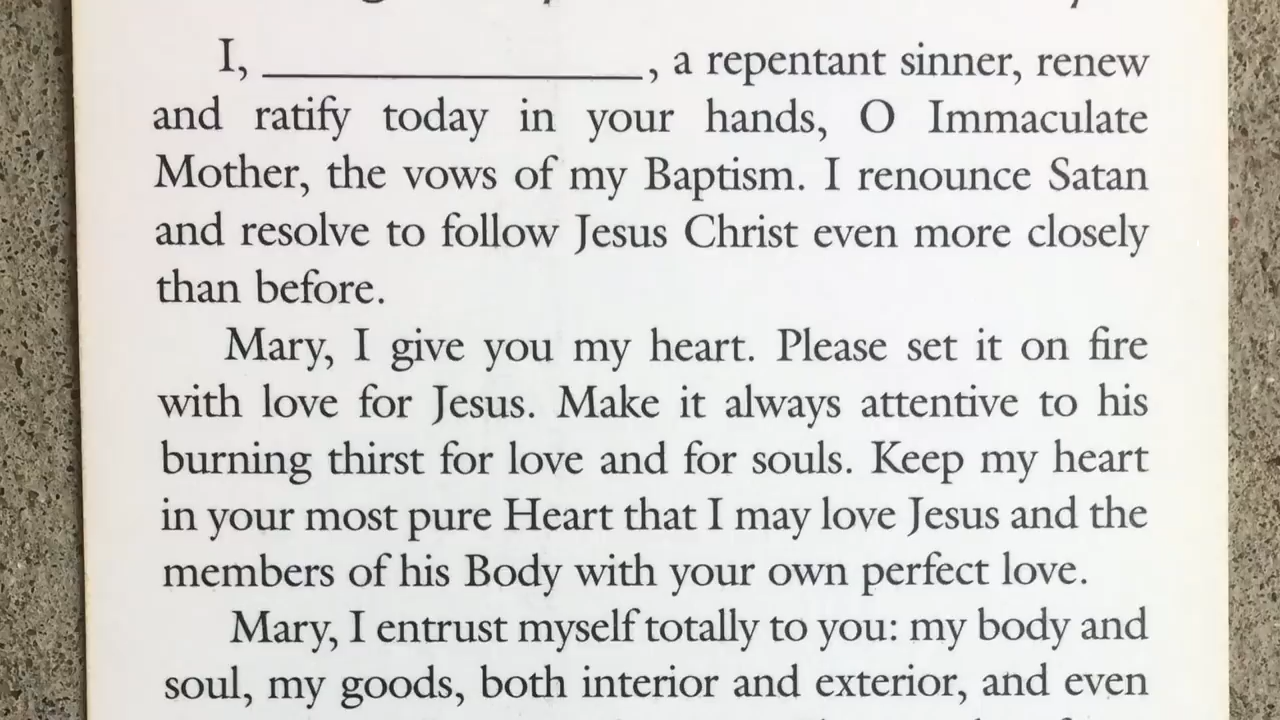 I, ____________________, a repentant sinner, renew
and ratify today in your hands, O Immaculate
Mother, the vows of my Baptism. I renounce Satan
and resolve to follow Jesus Christ even more closely
than before.
Mary, I give you my heart. Please set it on fire
with love for Jesus. Make it always attentive to his
burning thirst for love and for souls. Keep my heart
in your most pure Heart that I may love Jesus and the
members of his Body with your own perfect love.
Mary, I entrust myself totally to you: my body and
soul, my goods, both interior and exterior, and even